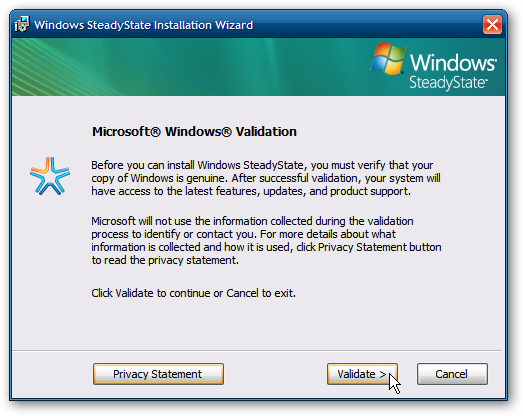 Windows SteadyState Installation Wizard
Windows®
SteadyState™
Microsoft® Windows® Validation
Before you can install Windows SteadyState, you must verify that your
copy of Windows is genuine. After successful validation, your system will
have access to the latest features, updates, and product support.
Microsoft will not use the information collected during the validation
process to identify or contact you. For more details about what
information is collected and how it is used, click Privacy Statement button
to read the privacy statement.
Click Validate to continue or Cancel to exit.
Privacy Statement
Validate >
Cancel